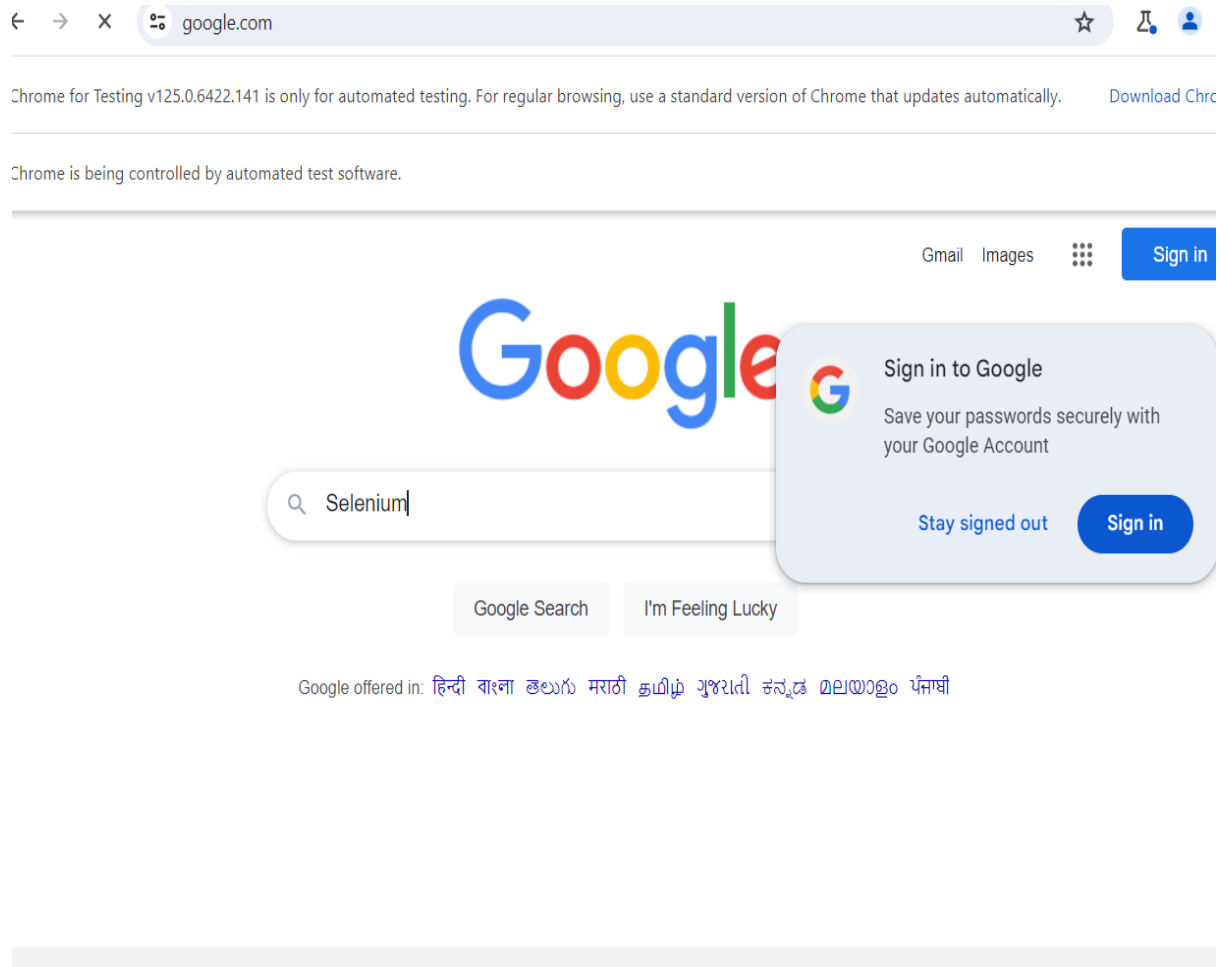 google.com
Chrome for Testing v125.0.6422.141 is only for automated testing. For regular browsing, use a standard version of Chrome that updates automatically. Download Chro
Chrome is being controlled by automated test software.
Gmail Images Sign in
Google
Sign in to Google
Save your passwords securely with
your Google Account
Stay signed out Sign in
Selenium
Google Search I'm Feeling Lucky
Google offered in: हिन्दी বাংলা తెలుగు मराठी தமிழ் ગુજરાતી ಕನ್ನಡ മലയാളം ਪੰਜਾਬੀ